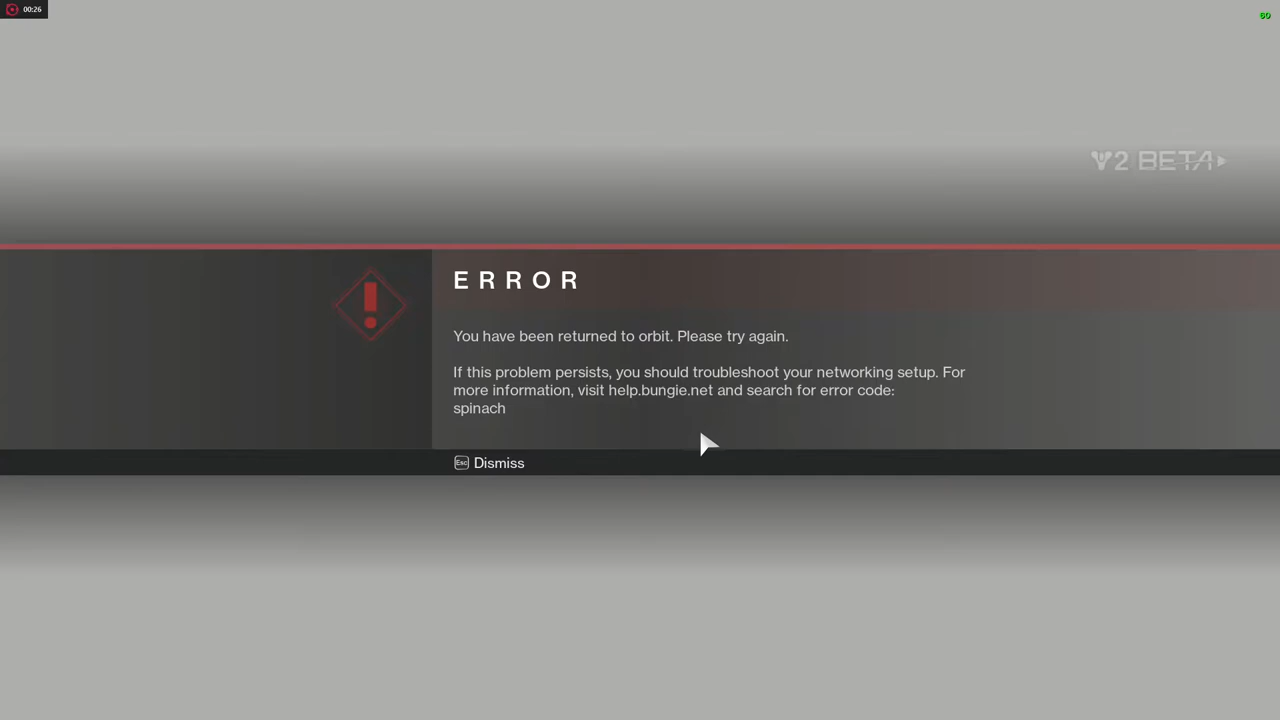 00:26
60
2 BETA
ERROR
You have been returned to orbit. Please try again.
If this problem persists, you should troubleshoot your networking setup. For
more information, visit help.bungie.net and search for error code:
spinach
Esc Dismiss